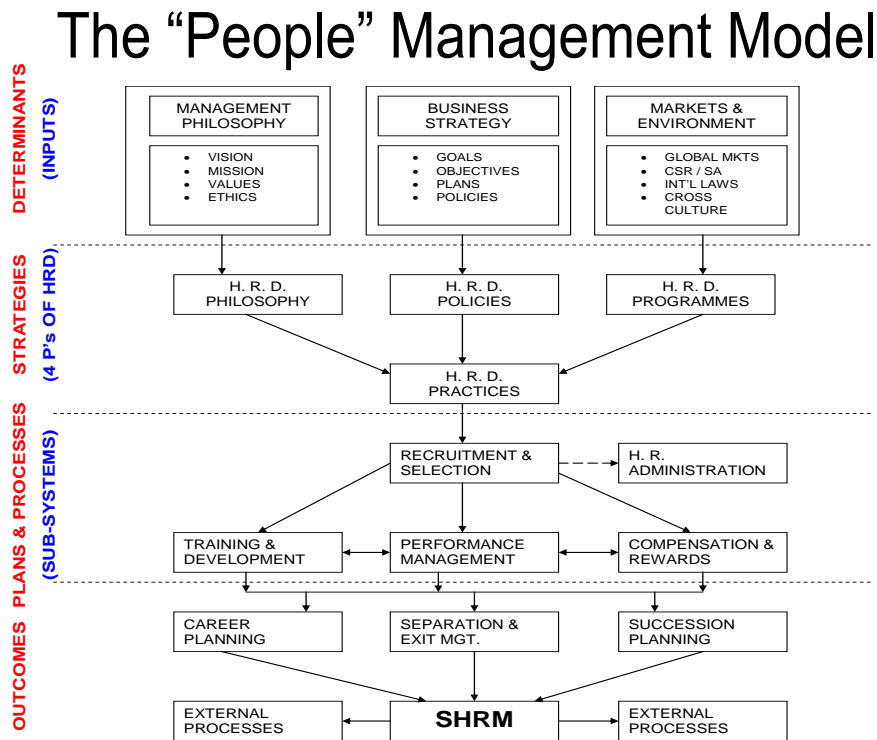 The “People” Management Model
DETERMINANTS
(INPUTS)
MANAGEMENT
PHILOSOPHY
• VISION
• MISSION
• VALUES
• ETHICS
BUSINESS
STRATEGY
• GOALS
• OBJECTIVES
• PLANS
• POLICIES
MARKETS &
ENVIRONMENT
• GLOBAL MKTS
• CSR / SA
• INT'L LAWS
• CROSS
CULTURE
STRATEGIES
(4 P's OF HRD)
H. R. D.
PHILOSOPHY
H. R. D.
POLICIES
H. R. D.
PROGRAMMES
H. R. D.
PRACTICES
PLANS & PROCESSES
(SUB-SYSTEMS)
RECRUITMENT &
SELECTION
H. R.
ADMINISTRATION
TRAINING &
DEVELOPMENT
PERFORMANCE
MANAGEMENT
COMPENSATION &
REWARDS
OUTCOMES
CAREER
PLANNING
SEPARATION &
EXIT MGT.
SUCCESSION
PLANNING
EXTERNAL
PROCESSES
SHRM
EXTERNAL
PROCESSES